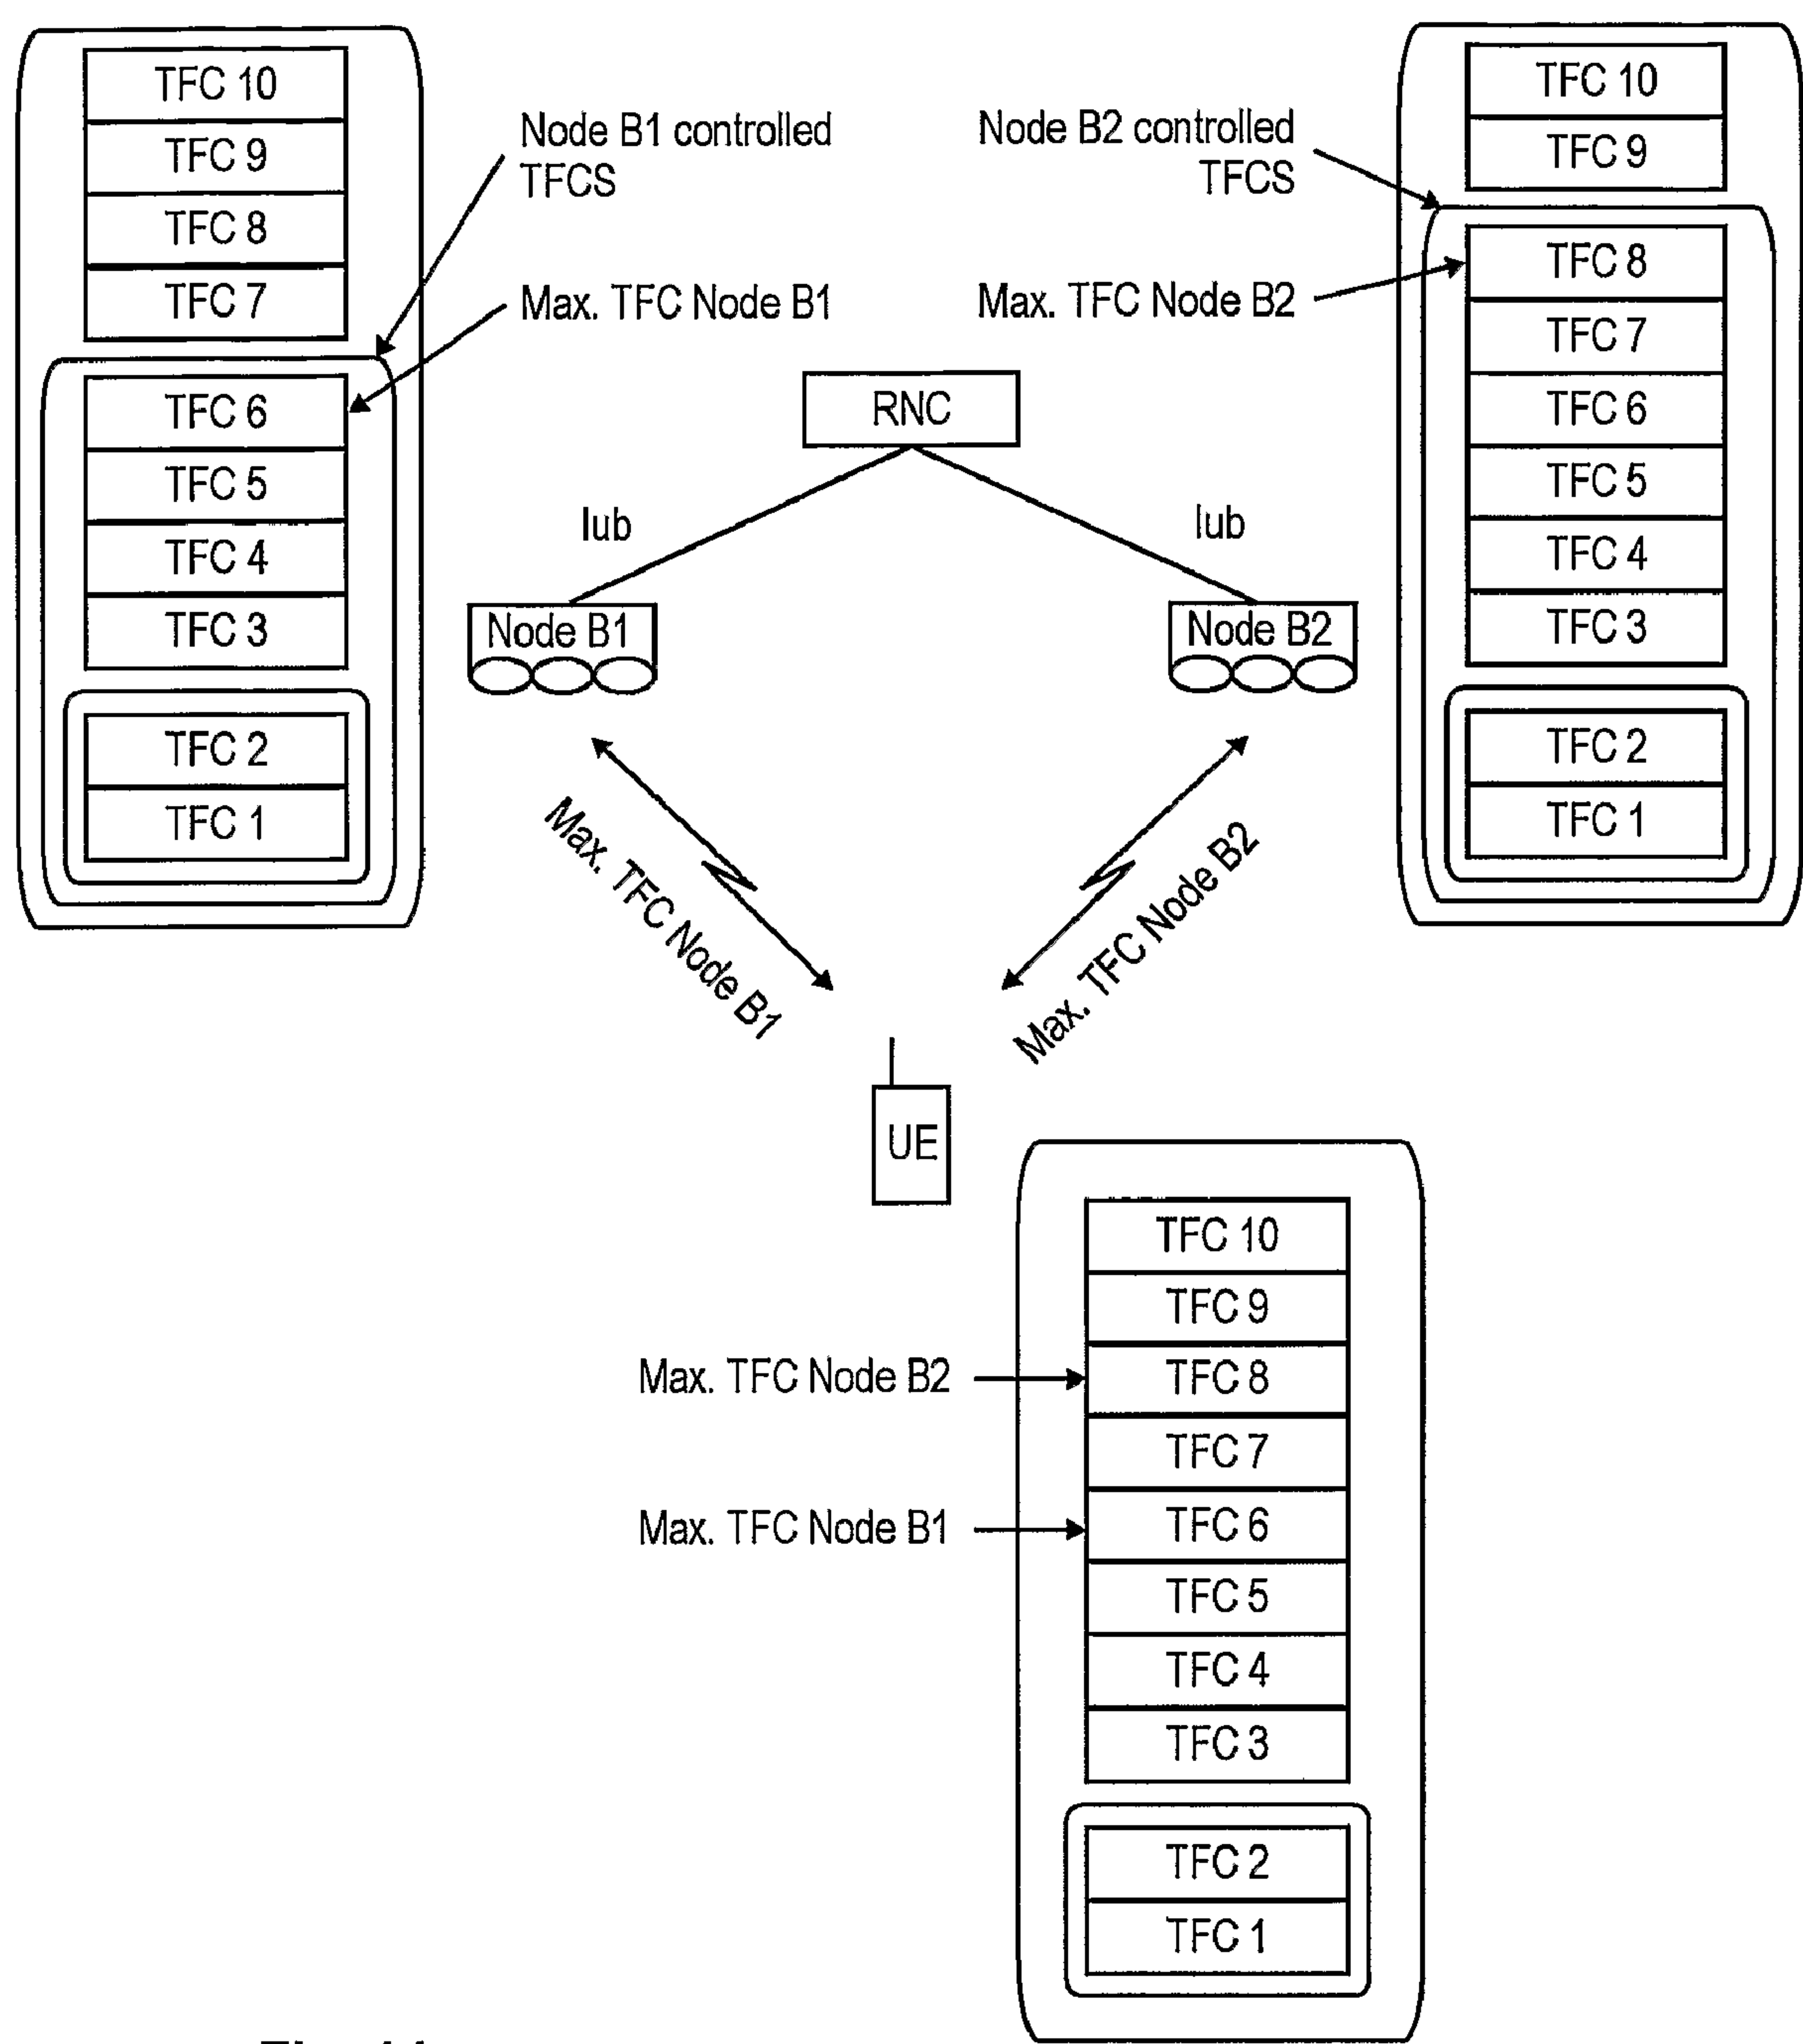 TFC 10
TFC 9
TFC 8
TFC 7
TFC 6
TFC 5
TFC 4
TFC 3
TFC 2
TFC 1
Node B1 controlled
TFCS
Max. TFC Node B1
Node B2 controlled
TFCS
Max. TFC Node B2
RNC
Iub
Iub
Node B1
Node B2
Max. TFC Node B1
Max. TFC Node B2
UE
TFC 10
TFC 9
TFC 8
TFC 7
TFC 6
TFC 5
TFC 4
TFC 3
TFC 2
TFC 1
Max. TFC Node B2
Max. TFC Node B1
TFC 10
TFC 9
TFC 8
TFC 7
TFC 6
TFC 5
TFC 4
TFC 3
TFC 2
TFC 1